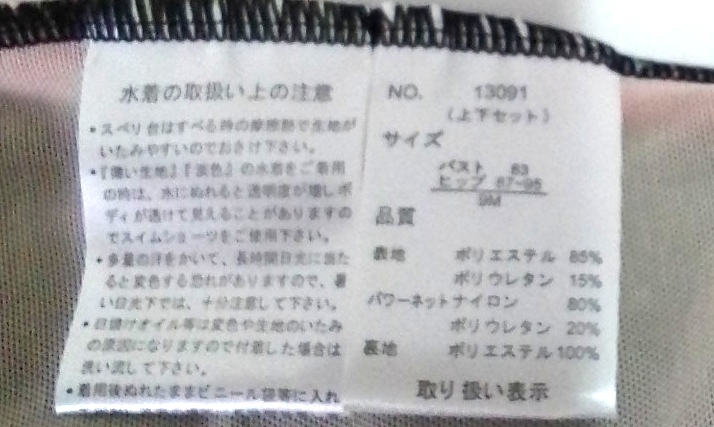 水着の取扱い上の注意
・スベリ台はすべる時の摩擦熱で生地が
いたみやすいのでおさけ下さい。
・『薄い生地』『淡色』の水着をご着用
の時は、水にぬれると透明度が増しボ
ディが透けて見えることがありますの
でスイムショーツをご使用下さい。
・多量の汗をかいて、長時間日光に当た
ると変色する恐れがありますので、暑
い日光下では、十分注意して下さい。
・日焼けオイル等は変色や生地のいたみ
の原因になりますので付着した場合は
洗い流して下さい。
・着用後ぬれたままビニール袋等に入れ
NO. 13091
(上下セット)
サイズ
バスト 83
ヒップ 87~95
9M
品質
表地 ポリエステル 85%
ポリウレタン 15%
パワーネット ナイロン 80%
ポリウレタン 20%
裏地 ポリエステル 100%
取り扱い表示